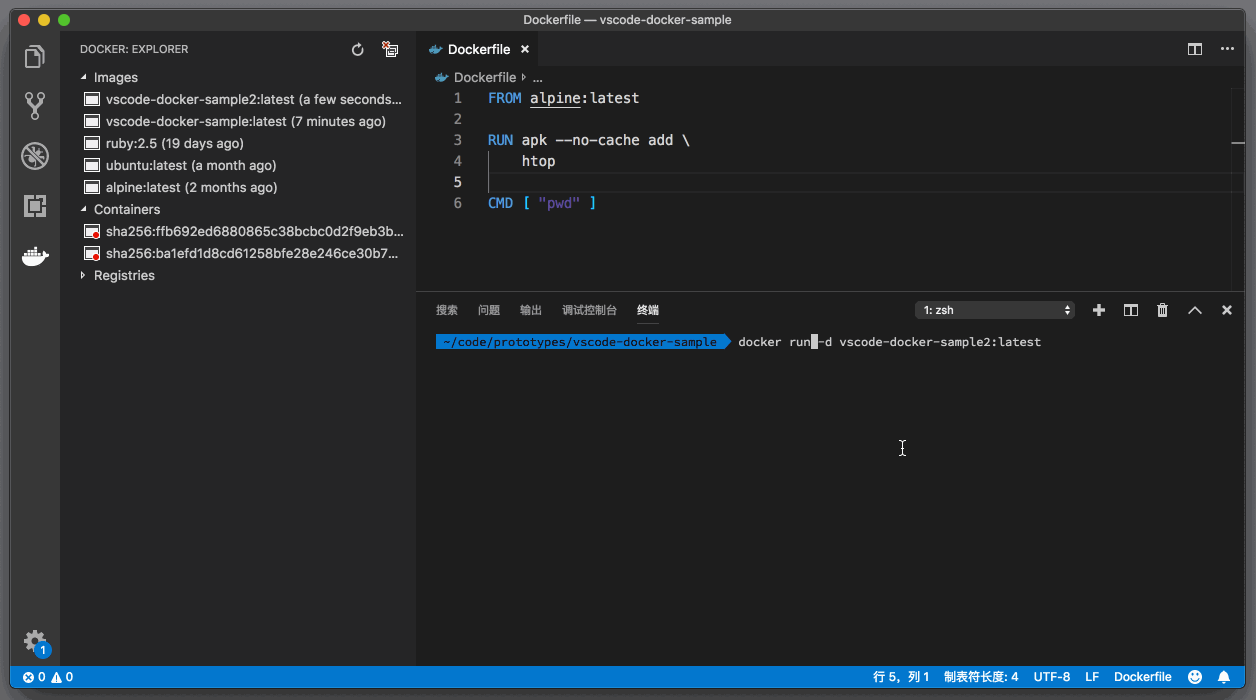 Dockerfile — vscode-docker-sample
DOCKER: EXPLORER
Images
vscode-docker-sample2:latest (a few seconds...
vscode-docker-sample:latest (7 minutes ago)
ruby:2.5 (19 days ago)
ubuntu:latest (a month ago)
alpine:latest (2 months ago)
Containers
sha256:ffb692ed6880865c38bcbc0d2f9eb3b...
sha256:ba1efd1d8cd61258bfe28e246ce30b7...
Registries
1
Dockerfile
Dockerfile ...
1 FROM alpine:latest
2
3 RUN apk --no-cache add \
4 htop
5
6 CMD [ "pwd" ]
搜索 问题 输出 调试控制台 终端 1: zsh
~/code/prototypes/vscode-docker-sample docker run -d vscode-docker-sample2:latest
0 0 行 5，列 1 制表符长度: 4 UTF-8 LF Dockerfile